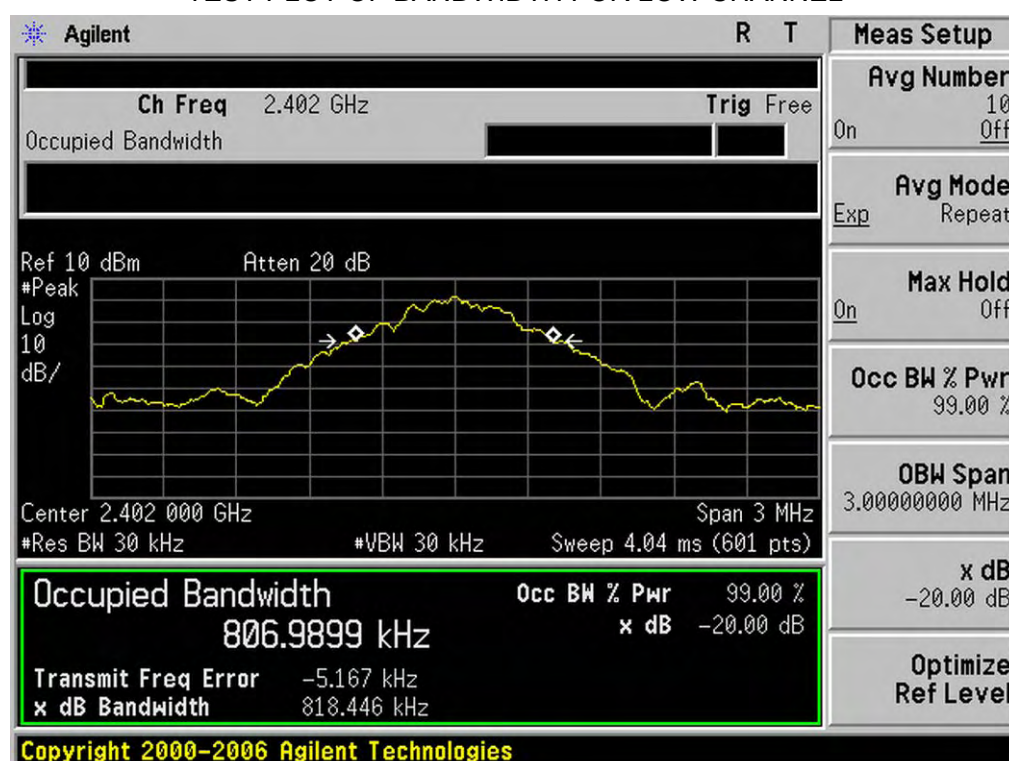 Agilent R T
Ch Freq 2.402 GHz Trig Free
Occupied Bandwidth
Ref 10 dBm Atten 20 dB
#Peak
Log
10
dB/
Center 2.402 000 GHz Span 3 MHz
#Res BW 30 kHz #VBW 30 kHz Sweep 4.04 ms (601 pts)
Occupied Bandwidth Occ BW % Pwr 99.00 %
806.9899 kHz x dB -20.00 dB
Transmit Freq Error -5.167 kHz
x dB Bandwidth 818.446 kHz
Copyright 2000-2006 Agilent Technologies
Meas Setup
Avg Number
10
On Off
Avg Mode
Exp Repeat
Max Hold
On Off
Occ BW % Pwr
99.00 %
OBW Span
3.00000000 MHz
x dB
-20.00 dB
Optimize
Ref Level